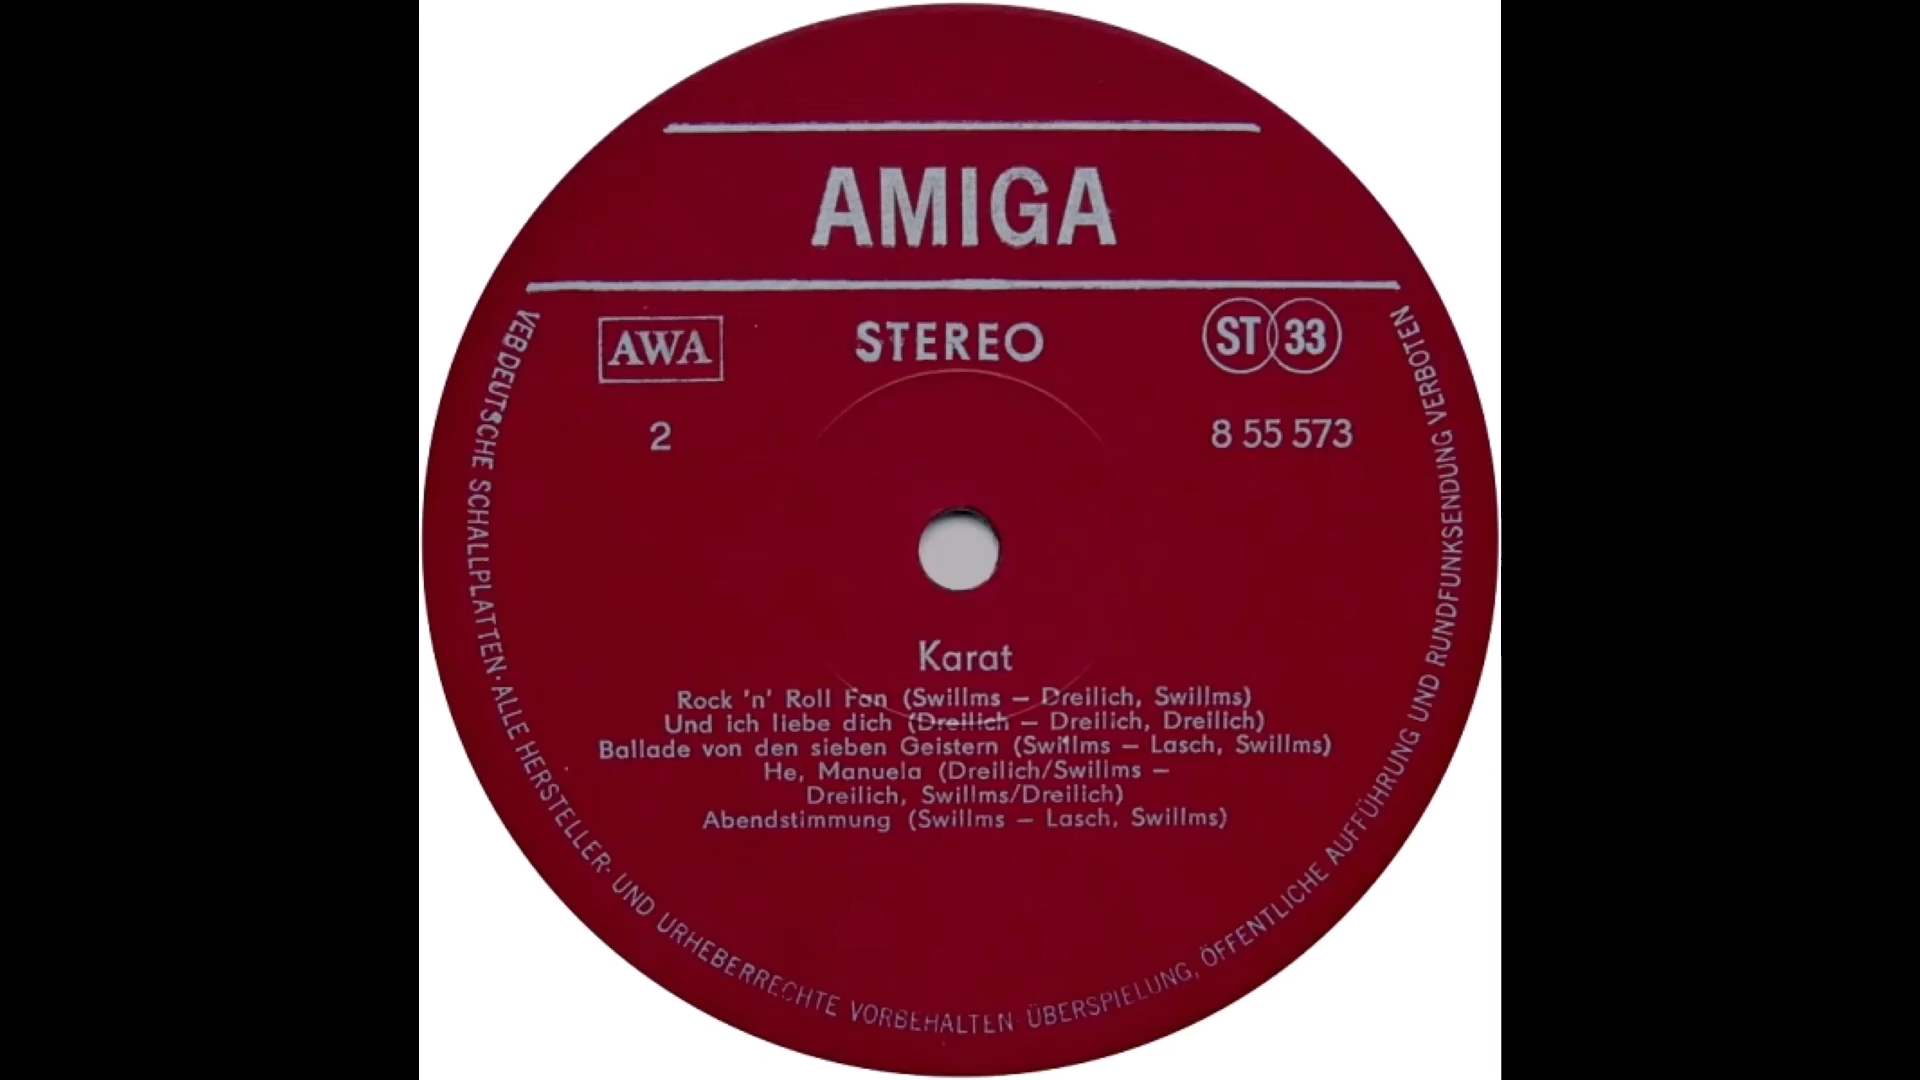 AMIGA
AWA
STEREO
ST 33
2
8 55 573
Karat
Rock 'n' Roll Fan (Swillms – Dreilich, Swillms)
Und ich liebe dich (Dreilich – Dreilich, Dreilich)
Ballade von den sieben Geistern (Swillms – Lasch, Swillms)
He, Manuela (Dreilich/Swillms –
Dreilich, Swillms/Dreilich)
Abendstimmung (Swillms – Lasch, Swillms)
VEB DEUTSCHE SCHALLPLATTEN · ALLE HERSTELLER- UND URHEBERRECHTE VORBEHALTEN · ÜBERSPIELUNG, ÖFFENTLICHE AUFFÜHRUNG UND RUNDFUNKSENDUNG VERBOTEN